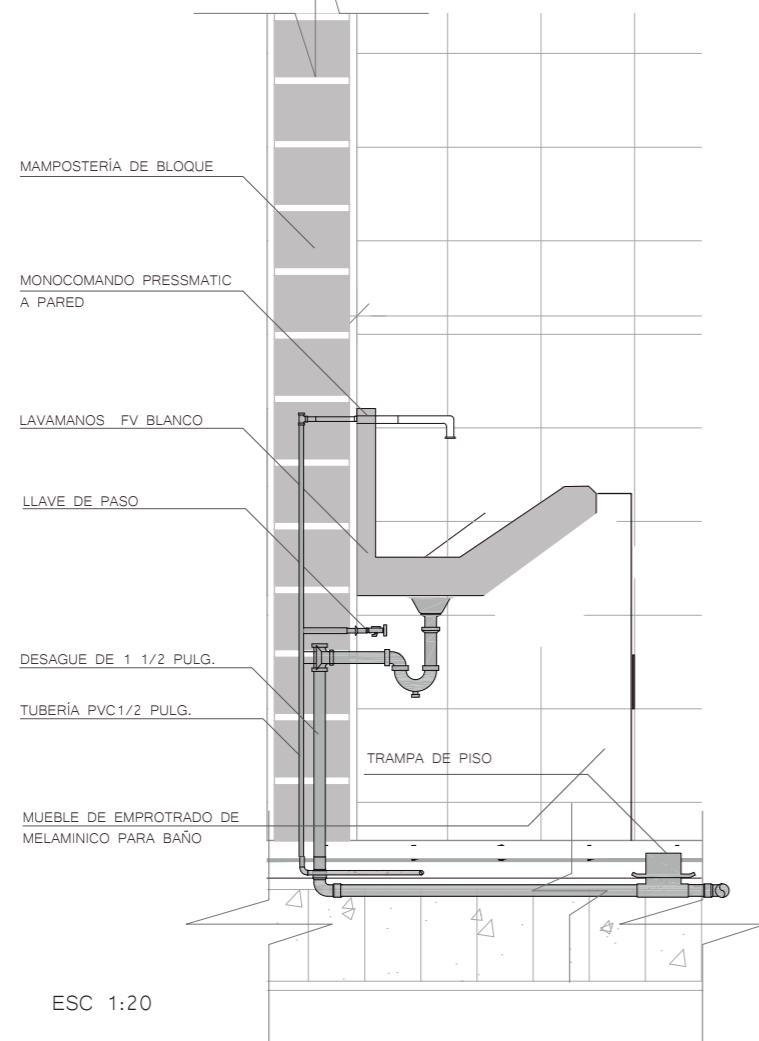 MAMPOSTERÍA DE BLOQUE
MONOCOMANDO PRESSMATIC
A PARED
LAVAMANOS FV BLANCO
LLAVE DE PASO
DESAGUE DE 1 1/2 PULG.
TUBERÍA PVC1/2 PULG.
TRAMPA DE PISO
MUEBLE DE EMPROTRADO DE
MELAMINICO PARA BAÑO
ESC 1:20